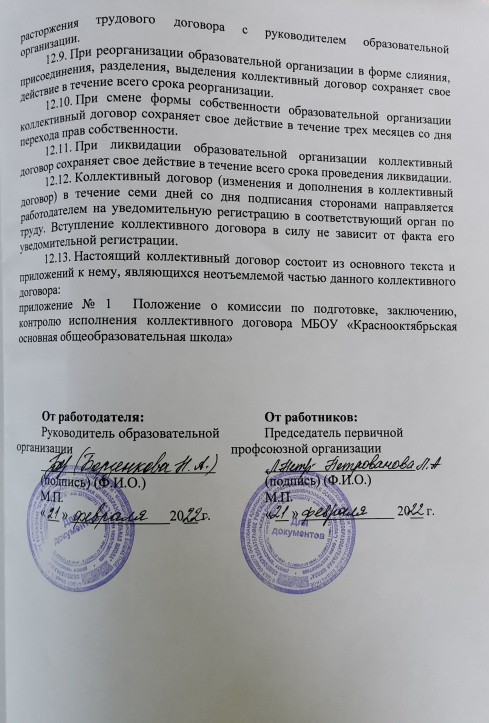 расторжения трудового договора с руководителем образовательной
организации.
12.9. При реорганизации образовательной организации в форме слияния,
присоединения, разделения, выделения коллективный договор сохраняет свое
действие в течение всего срока реорганизации.
12.10. При смене формы собственности образовательной организации
коллективный договор сохраняет свое действие в течение трех месяцев со дня
перехода прав собственности.
12.11. При ликвидации образовательной организации коллективный
договор сохраняет свое действие в течение всего срока проведения ликвидации.
12.12. Коллективный договор (изменения и дополнения в коллективный
договор) в течение семи дней со дня подписания сторонами направляется
работодателем на уведомительную регистрацию в соответствующий орган по
труду. Вступление коллективного договора в силу не зависит от факта его
уведомительной регистрации.
12.13. Настоящий коллективный договор состоит из основного текста и
приложений к нему, являющихся неотъемлемой частью данного коллективного
договора:
приложение № 1 Положение о комиссии по подготовке, заключению,
контролю исполнения коллективного договора МБОУ «Краснооктябрьская
основная общеобразовательная школа»
От работодателя:
Руководитель образовательной
организации
(Н.А.)
(подпись) (Ф.И.О.)
М.П.
«21» февраля 2022 г.
Для
документов
От работников:
Председатель первичной
профсоюзной организации
Петрованова Л.А
(подпись) (Ф.И.О.)
М.П.
«21» февраля 2022 г.
Для
документов